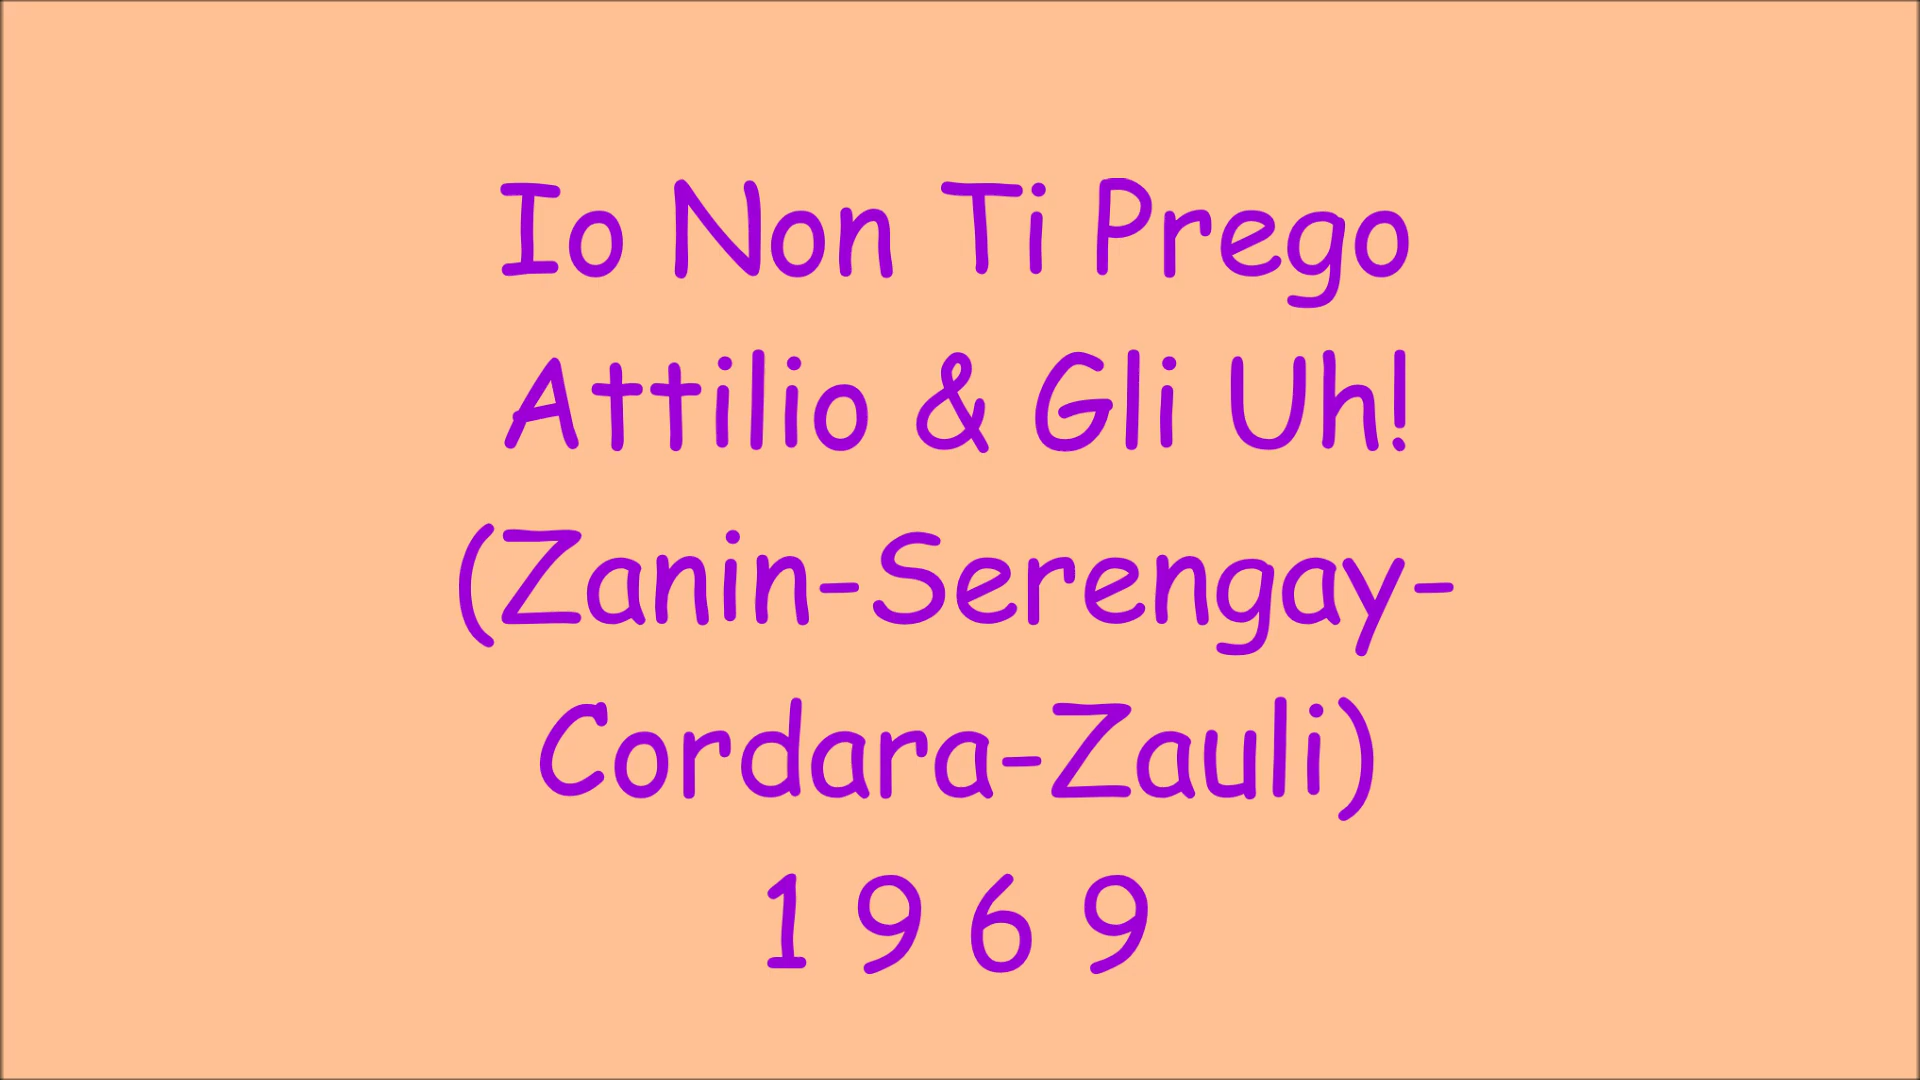 Io Non Ti Prego
Attilio & Gli Uh!
(Zanin-Serengay-
Cordara-Zauli)
1 9 6 9